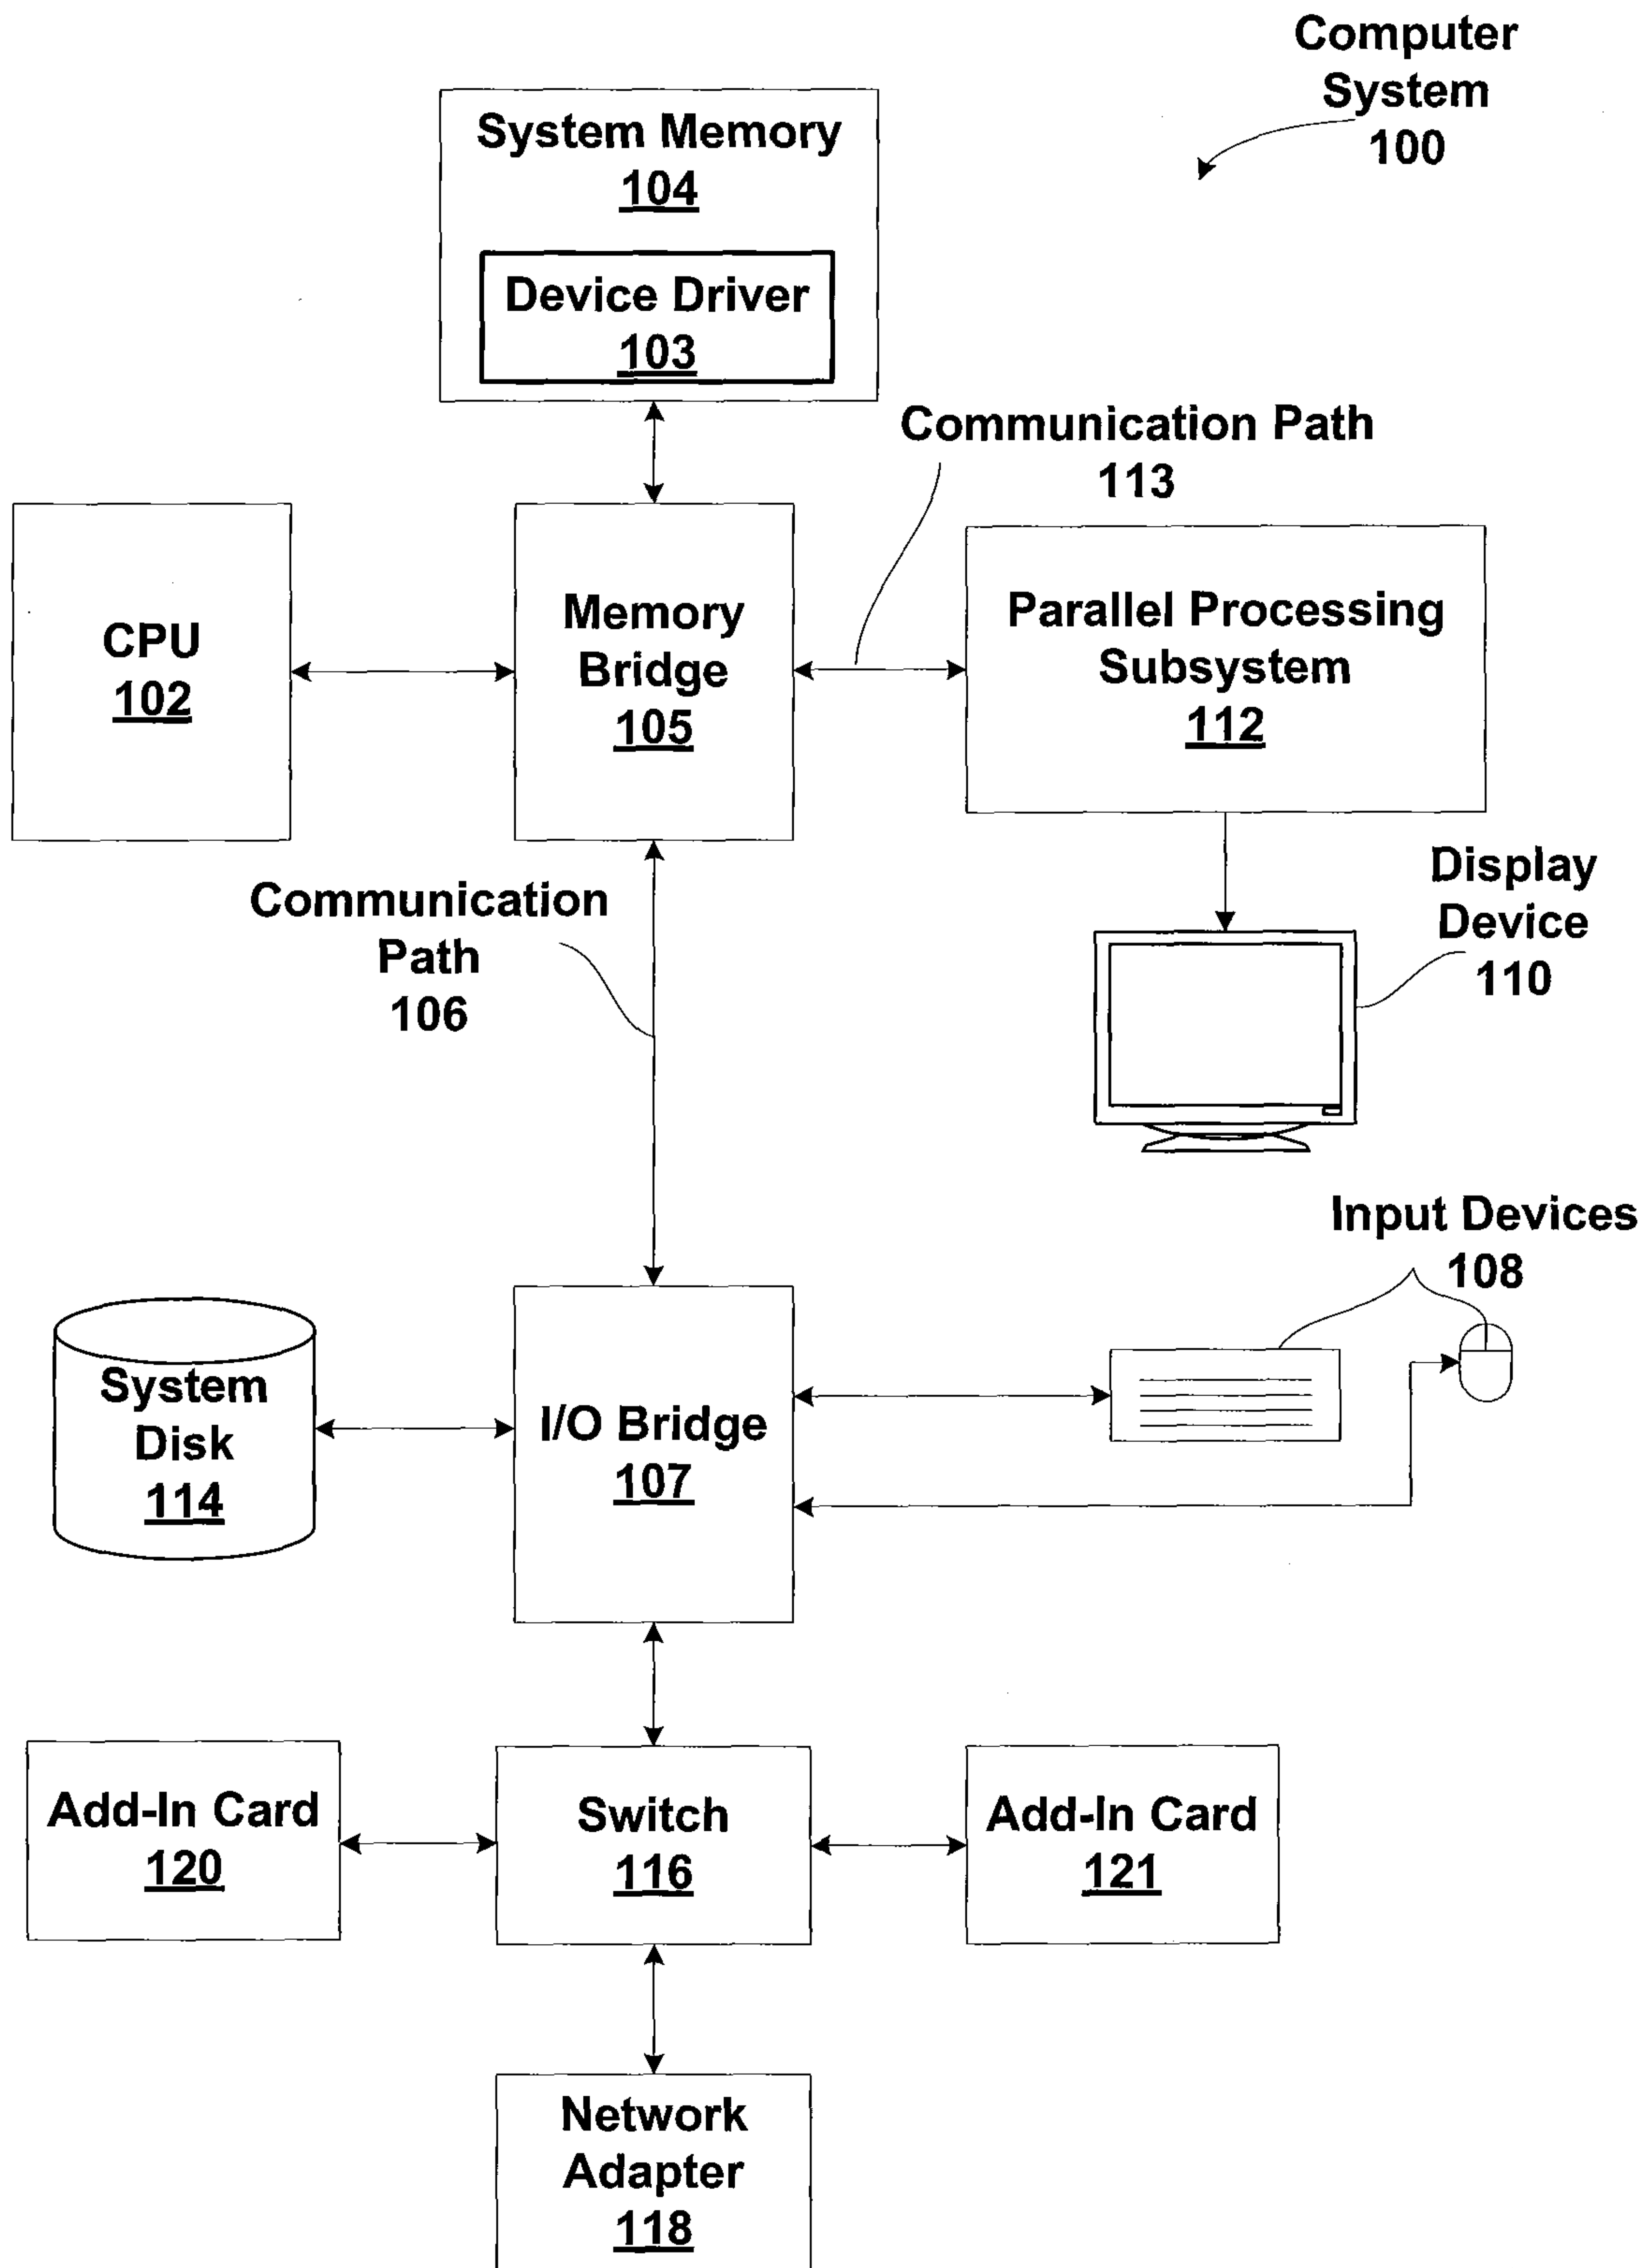 Computer
System
100
System Memory
104
Device Driver
103
Communication Path
113
CPU
102
Memory
Bridge
105
Parallel Processing
Subsystem
112
Communication
Path
106
Display
Device
110
Input Devices
108
System
Disk
114
I/O Bridge
107
Add-In Card
120
Switch
116
Add-In Card
121
Network
Adapter
118